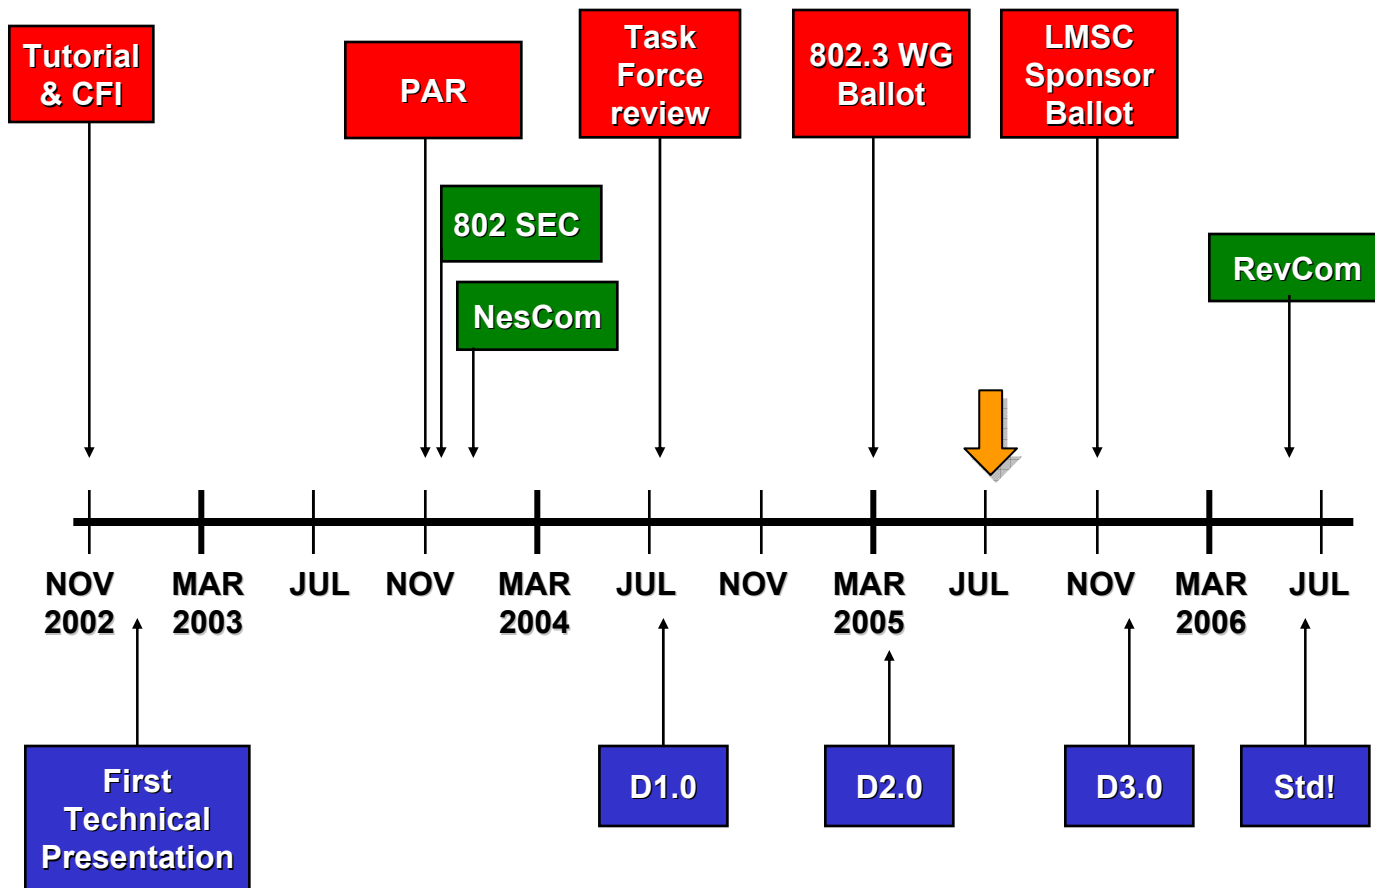 Tutorial
& CFI
PAR
Task
Force
review
802.3 WG
Ballot
LMSC
Sponsor
Ballot
802 SEC
NesCom
RevCom
NOV
2002
MAR
2003
JUL
NOV
MAR
2004
JUL
NOV
MAR
2005
JUL
NOV
MAR
2006
JUL
First
Technical
Presentation
D1.0
D2.0
D3.0
Std!